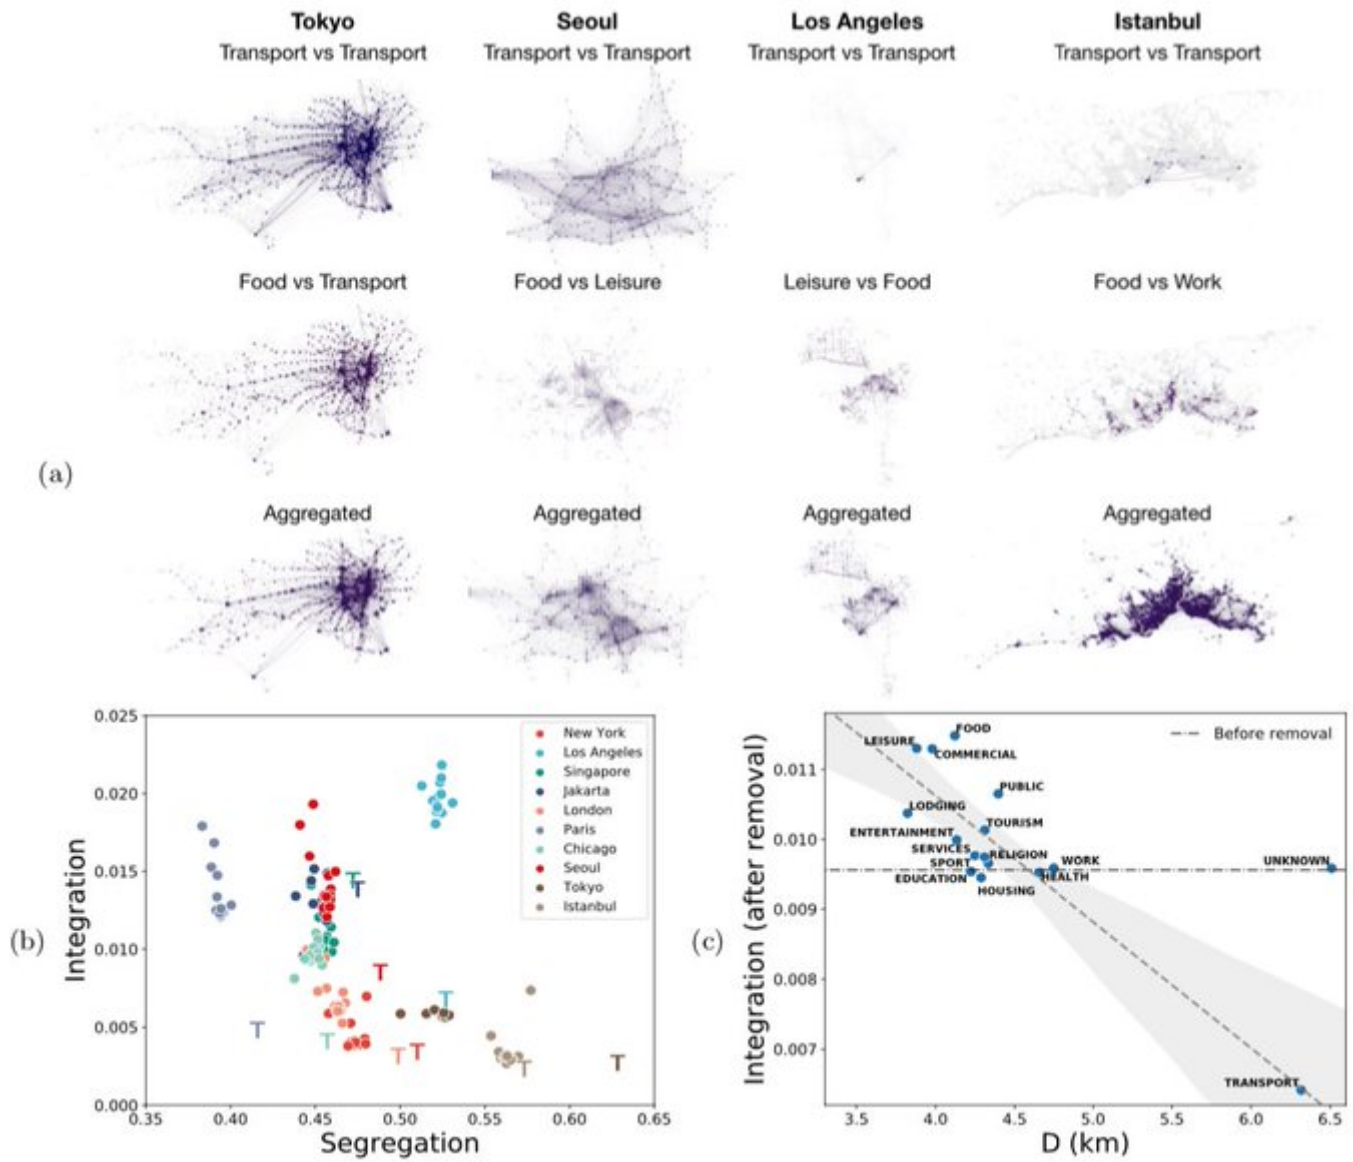 Tokyo Seoul Los Angeles Istanbul
Transport vs Transport Transport vs Transport Transport vs Transport Transport vs Transport
Food vs Transport Food vs Leisure Leisure vs Food Food vs Work
(a)
Aggregated Aggregated Aggregated Aggregated
(b)
Integration
0.025
0.020
0.015
0.010
0.005
0.000
New York
Los Angeles
Singapore
Jakarta
London
Paris
Chicago
Seoul
Tokyo
Istanbul
T T
T
T
T T T T T T
0.35 0.40 0.45 0.50 0.55 0.60 0.65
Segregation
(c)
Integration (after removal)
0.011
0.010
0.009
0.008
0.007
Before removal
FOOD
LEISURE
COMMERCIAL
PUBLIC
LODGING
TOURISM
ENTERTAINMENT
SERVICES RELIGION
SPORT WORK UNKNOWN
EDUCATION HEALTH
HOUSING
TRANSPORT
3.5 4.0 4.5 5.0 5.5 6.0 6.5
D (km)